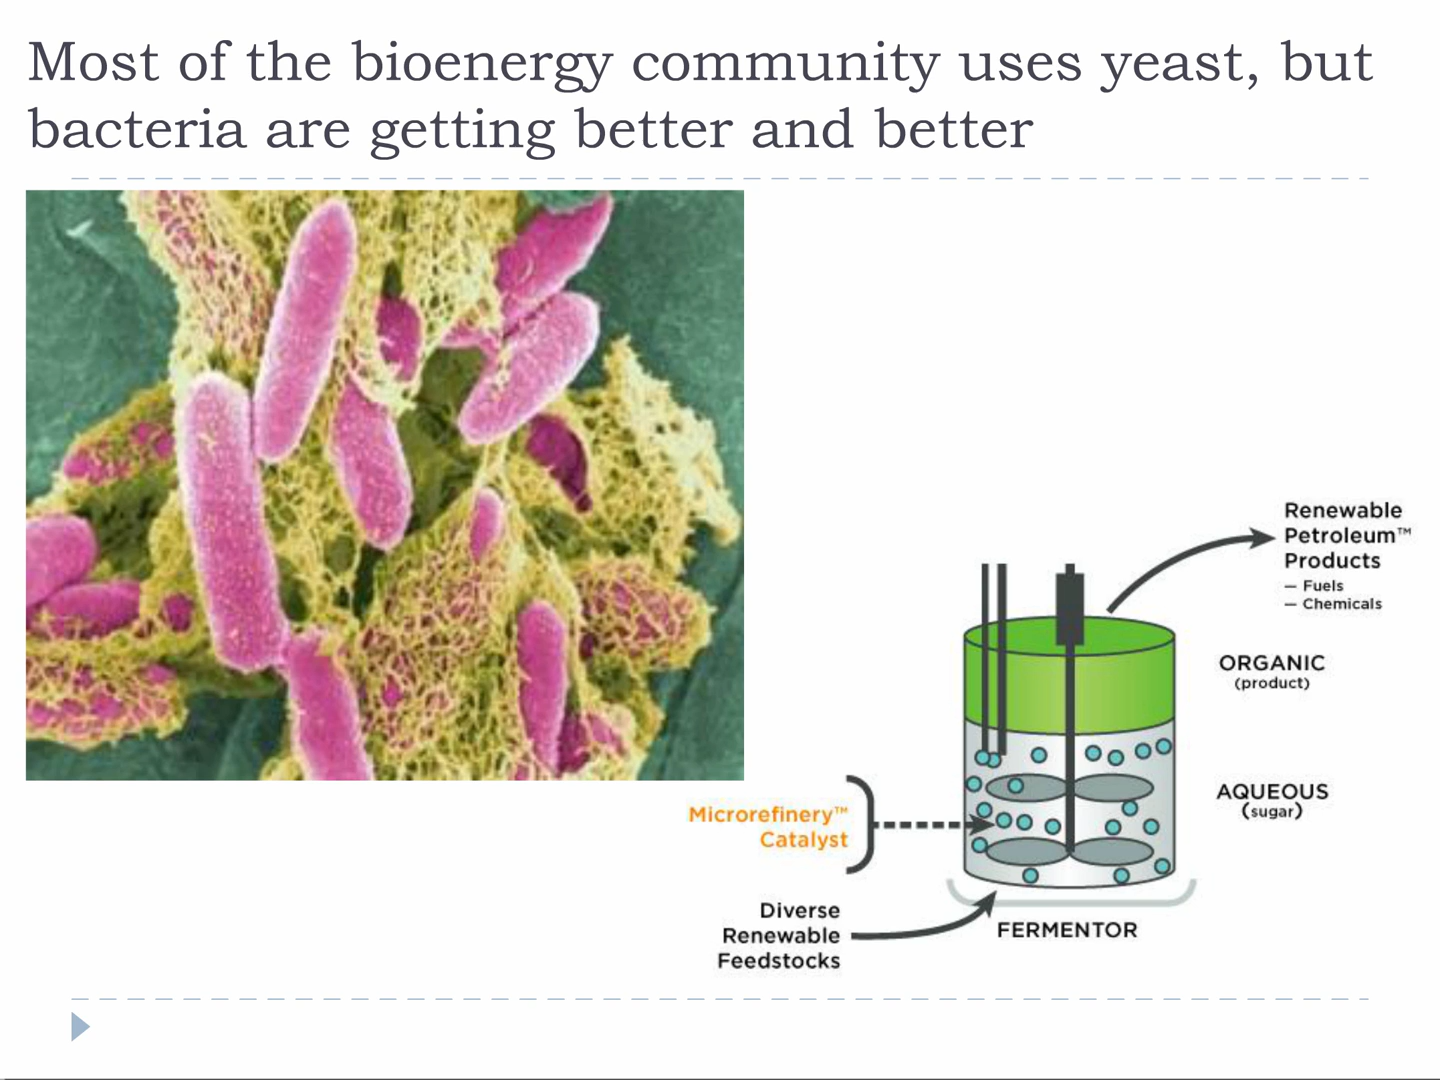 Most of the bioenergy community uses yeast, but
bacteria are getting better and better
Renewable
Petroleum™
Products
– Fuels
– Chemicals
ORGANIC
(product)
AQUEOUS
(sugar)
Microrefinery™
Catalyst
Diverse
Renewable
Feedstocks
FERMENTOR